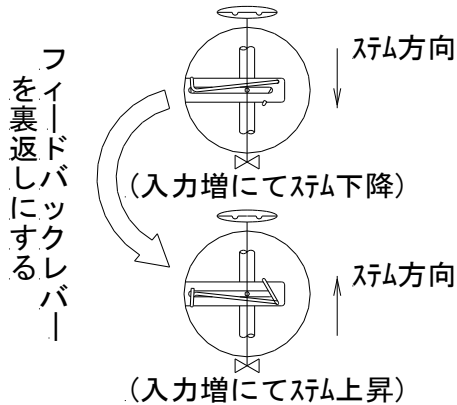 フィードバックレバー
を裏返しにする
ｽﾃﾑ方向
(入力増にてｽﾃﾑ下降)
ｽﾃﾑ方向
(入力増にてｽﾃﾑ上昇)